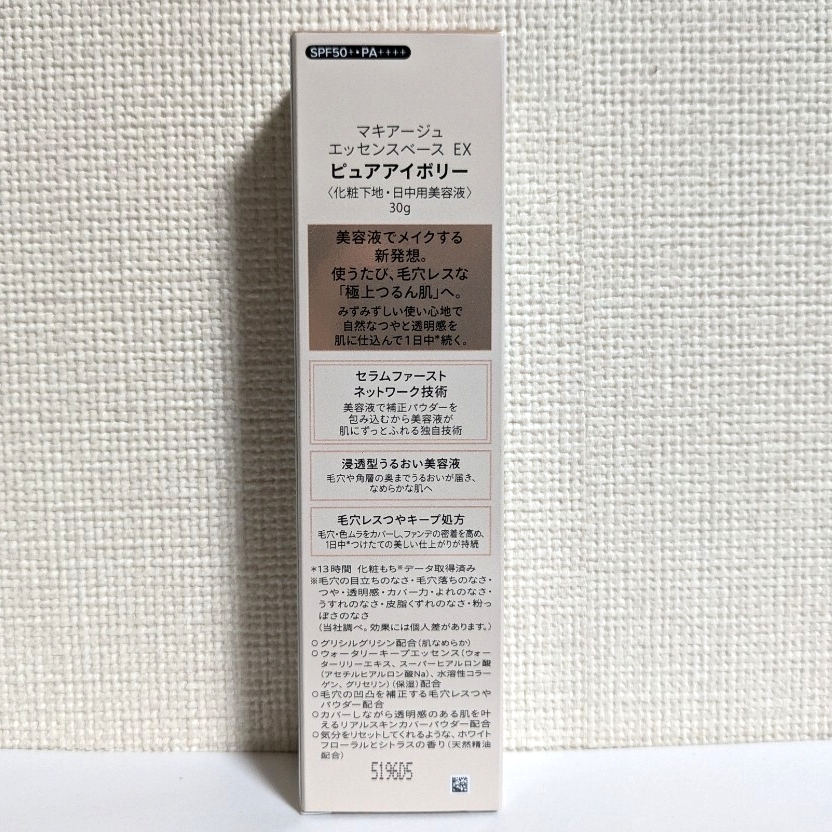 SPF50+・PA++++
マキアージュ
エッセンスベース EX
ピュアアイボリー
〈化粧下地・日中用美容液〉
30g
美容液でメイクする
新発想。
使うたび、毛穴レスな
「極上つるん肌」へ。
みずみずしい使い心地で
自然なつやと透明感を
肌に仕込んで1日中*続く。
セラムファースト
ネットワーク技術
美容液で補正パウダーを
包み込むから美容液が
肌にずっとふれる独自技術
浸透型うるおい美容液
毛穴や角層の奥までうるおいが届き、
なめらかな肌へ
毛穴レスつやキープ処方
毛穴・色ムラをカバーし、ファンデの密着を高め、
1日中*つけたての美しい仕上がりが持続
*13時間 化粧もち※データ取得済み
※毛穴の目立ちのなさ・毛穴落ちのなさ・
つや・透明感・カバー力・よれのなさ・
うすれのなさ・皮脂くずれのなさ・粉っ
ぽさのなさ
（当社調べ。効果には個人差があります。）
○グリシルグリシン配合（肌なめらか）
○ウォータリーキープエッセンス（ウォー
ターリリーエキス、スーパーヒアルロン酸
（アセチルヒアルロン酸Na）、水溶性コラー
ゲン、グリセリン）（保湿）配合
○毛穴の凹凸を補正する毛穴レスつや
パウダー配合
○カバーしながら透明感のある肌を叶
えるリアルスキンカバーパウダー配合
○気分をリセットしてくれるような、ホワイト
フローラルとシトラスの香り（天然精油
配合）
5196D5